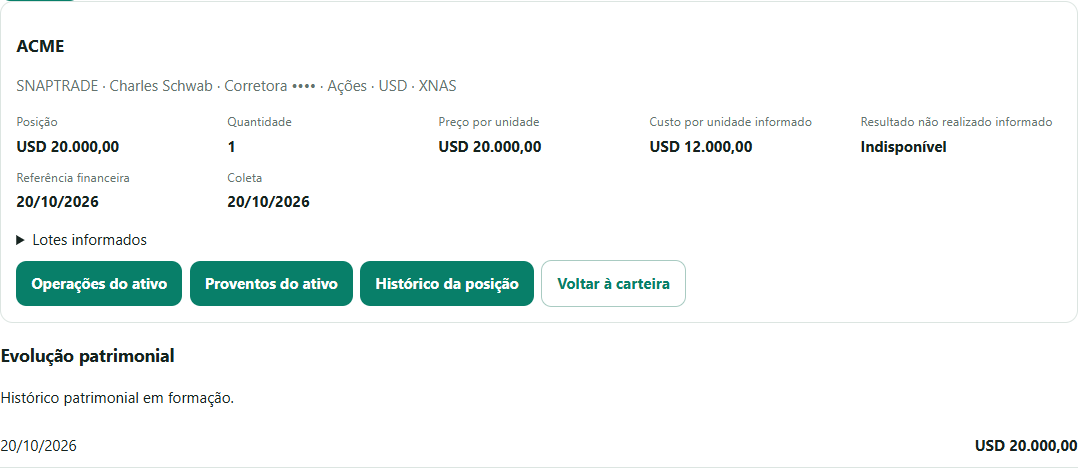 ACME
SNAPTRADE · Charles Schwab · Corretora •••• · Ações · USD · XNAS
Posição
USD 20.000,00
Quantidade
1
Preço por unidade
USD 20.000,00
Custo por unidade informado
USD 12.000,00
Resultado não realizado informado
Indisponível
Referência financeira
20/10/2026
Coleta
20/10/2026
▶ Lotes informados
Operações do ativo
Proventos do ativo
Histórico da posição
Voltar à carteira
Evolução patrimonial
Histórico patrimonial em formação.
20/10/2026 USD 20.000,00